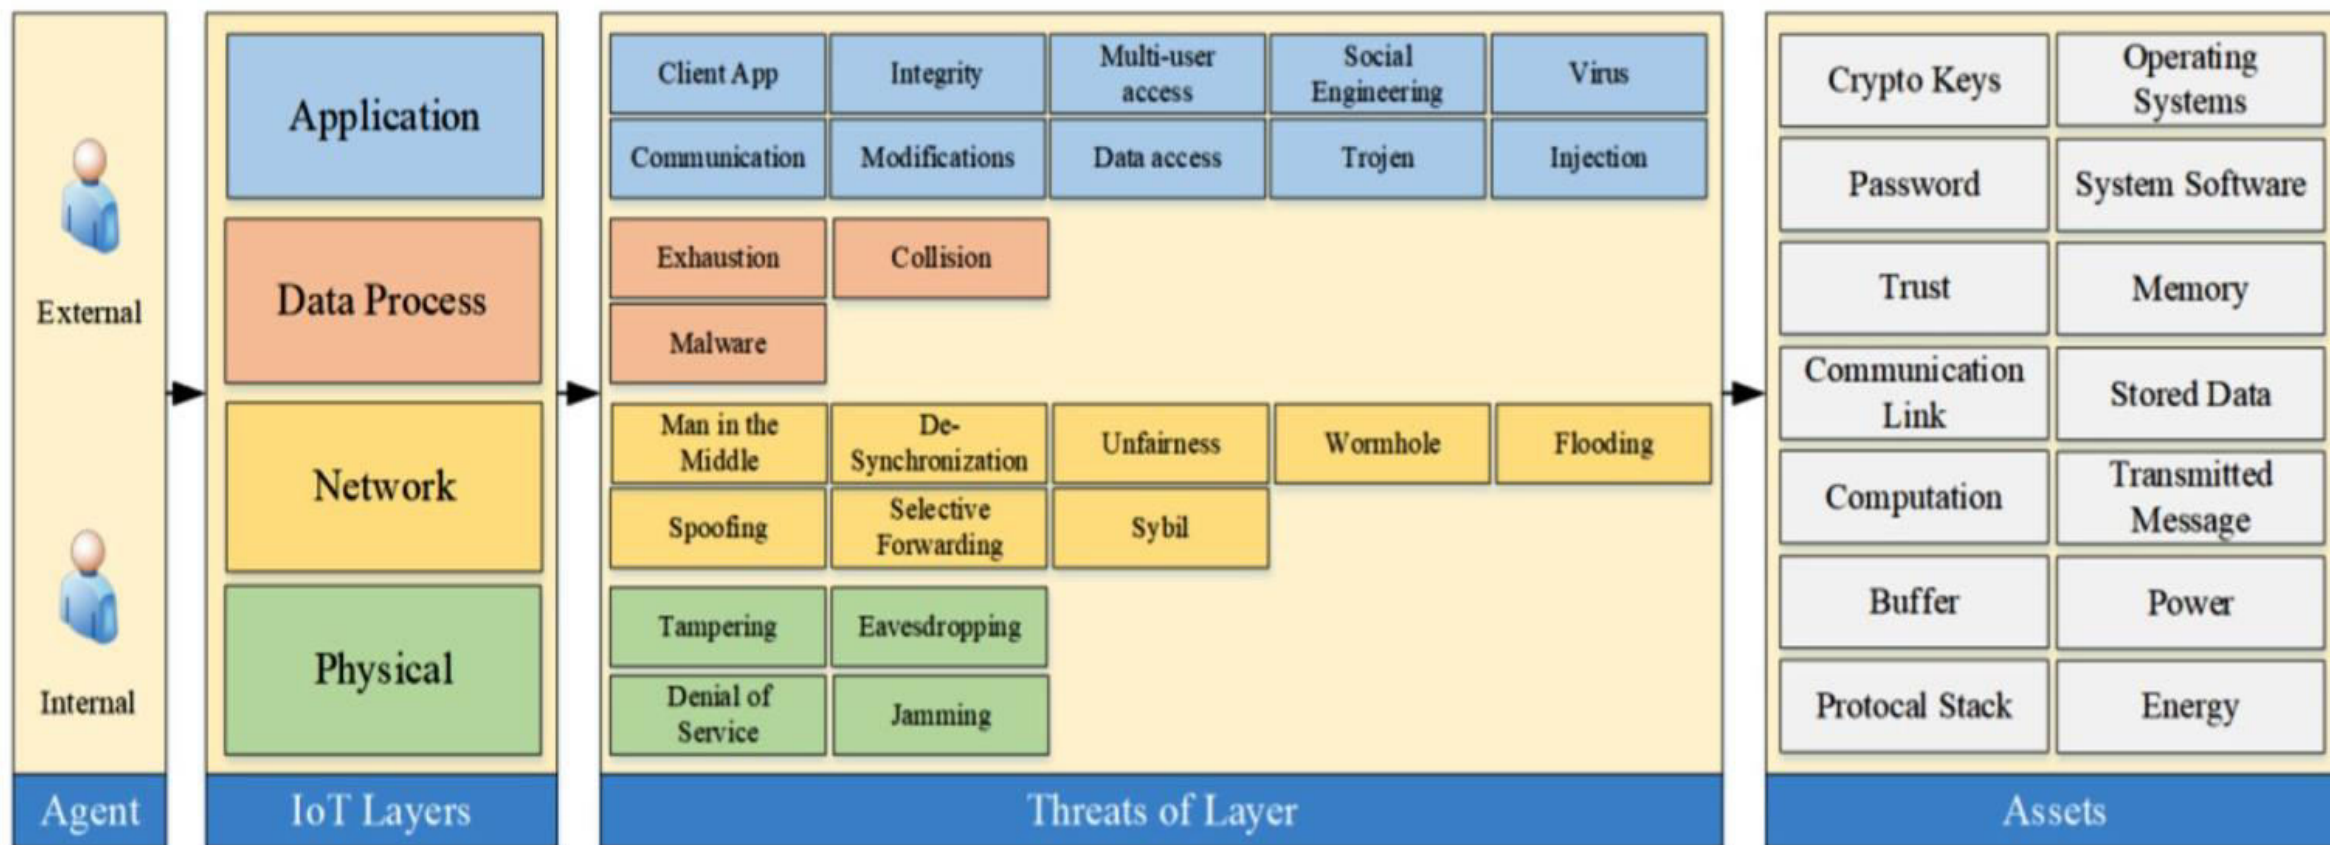 External
Internal
Agent
Application
Data Process
Network
Physical
IoT Layers
Client App
Integrity
Multi-user
access
Social
Engineering
Virus
Communication
Modifications
Data access
Trojen
Injection
Exhaustion
Collision
Malware
Man in the
Middle
De-
Synchronization
Unfairness
Wormhole
Flooding
Spoofing
Selective
Forwarding
Sybil
Tampering
Eavesdropping
Denial of
Service
Jamming
Threats of Layer
Crypto Keys
Operating
Systems
Password
System Software
Trust
Memory
Communication
Link
Stored Data
Computation
Transmitted
Message
Buffer
Power
Protocal Stack
Energy
Assets